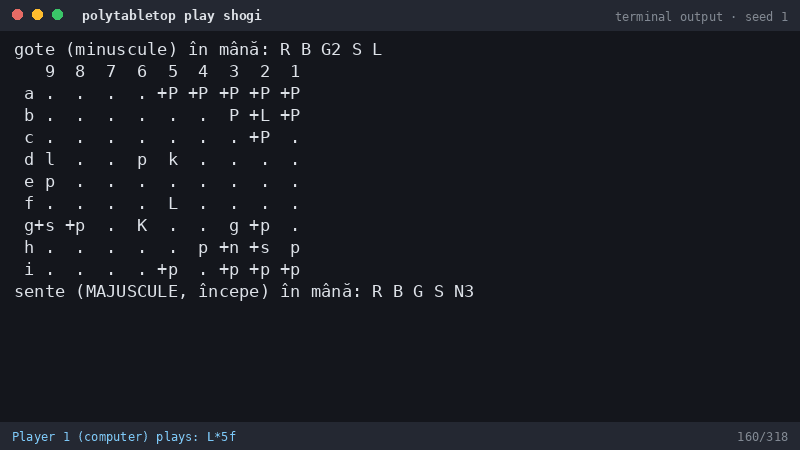 polytabletop play shogi
terminal output · seed 1
gote (minuscule) în mână: R B G2 S L
9 8 7 6 5 4 3 2 1
a . . . . +P +P +P +P +P
b . . . . . . P +L +P
c . . . . . . . +P .
d l . . p k . . . .
e p . . . . . . . .
f . . . . L . . . .
g+s +p . K . . g +p .
h . . . . . p +n +s p
i . . . . +p . +p +p +p
sente (MAJUSCULE, începe) în mână: R B G S N3
Player 1 (computer) plays: L*5f
160/318